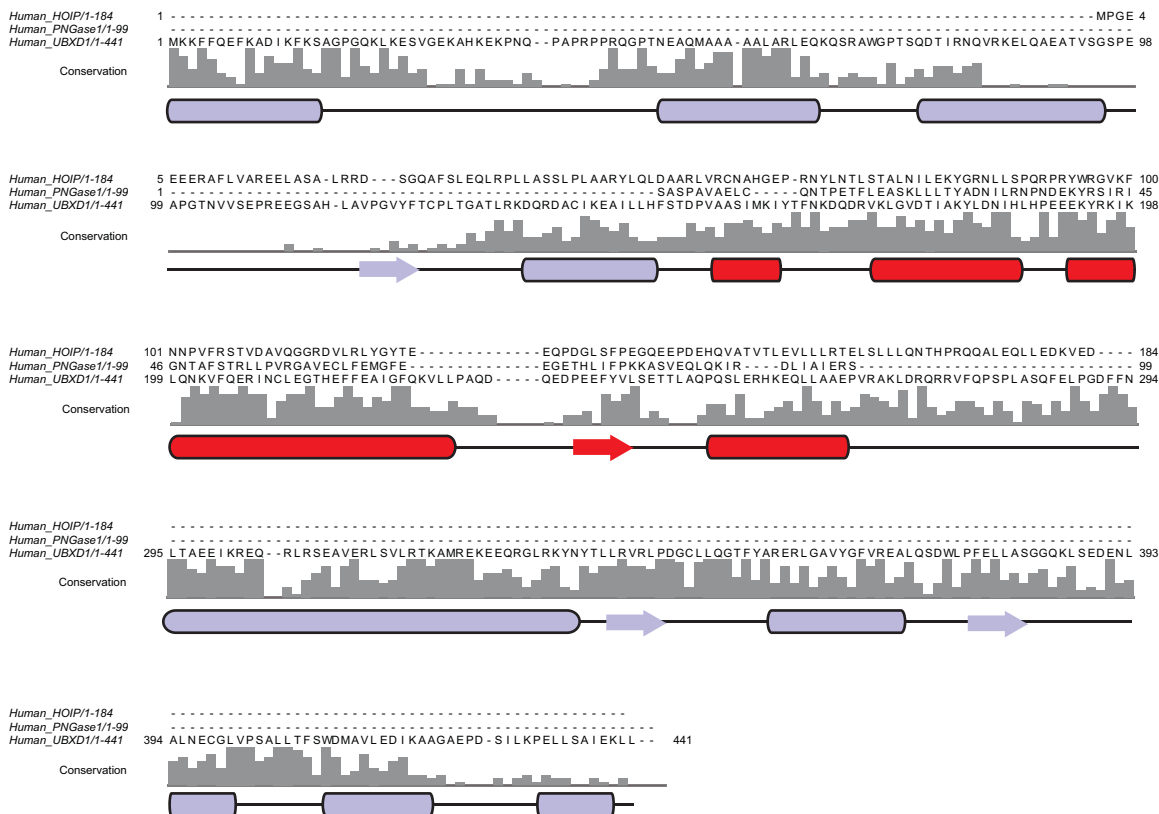 Human_HOIP/1-184 1 -------------------------------------------------------------------------------------------------MPGE 4
Human_PNGase1/1-99 -----------------------------------------------------------------------------------------------------
Human_UBXD1/1-441 1 MKKFFQEFKADIKFKSAGPGQKLKESVGEKAHKEKPNQ--PAPRPPRQGPTNEAQMAAA-AALARLEQKQSRAWGPTSQDTIRNQVRKELQAEATVSGSPE 98
Conservation
Human_HOIP/1-184 5 EEERAFLVAREELASA-LRRD---SGQAFSLEQLRPLLASSLPLAARYLQLDAARLVRCNAHGEP-RNYLNTLSTALNILEKYGRNLLSPQRPRYWRGVKF 100
Human_PNGase1/1-99 1 ---------------------------------------------------SASPAVAELC---QNTPETFLEASKLLLTYADNILRNPNDEKYRSIRI 45
Human_UBXD1/1-441 99 APGTNVVSEPREEGSAH-LAVPGVYFTCPLTGATLRKDQRDACIKEAILLHFSTDPVAASIMKIYTFNKDQDRVKLGVDTIAKYLDNIHLHPEEEKYRKIK 198
Conservation
Human_HOIP/1-184 101 NNPVFRSTVDAVQGGRDVLRLYGYTE-------------EQPDGLSFPEGQEEPDEHQVATVTLEVLLLRTELSLLLQNTHPRQQALEQLLEDKVED---- 184
Human_PNGase1/1-99 46 GNTAFSTRLLPVRGAVECLFEMGFE--------------EGETHLIFPKKASVEQLQKIR---DLIAIERS----------------------------- 99
Human_UBXD1/1-441 199 LQNKVFQERINCLEGTHEFFEAIGFQKVLLPAQD-----QEDPEEFYVLSETTLAQPQSLERHKEQLLAAEPVRAKLDRQRRVFQPSPLASQFELPGDFFN 294
Conservation
Human_HOIP/1-184 -----------------------------------------------------------------------------------------------------
Human_PNGase1/1-99 -----------------------------------------------------------------------------------------------------
Human_UBXD1/1-441 295 LTAEEIKREQ--RLRSEAVERLSVLRTKAMREKEEQRGLRKYNYTLLRVRLPDGCLLQGTFYARERLGAVYGFVREALQSDWLPFELLASGGQKLSEDENL 393
Conservation
Human_HOIP/1-184 ------------------------------------------------
Human_PNGase1/1-99 ---------------------------------------------------
Human_UBXD1/1-441 394 ALNECGLVPSALLTFSWDMAVLEDIKAAGAEPD-SILKPELLSAIEKLL-- 441
Conservation